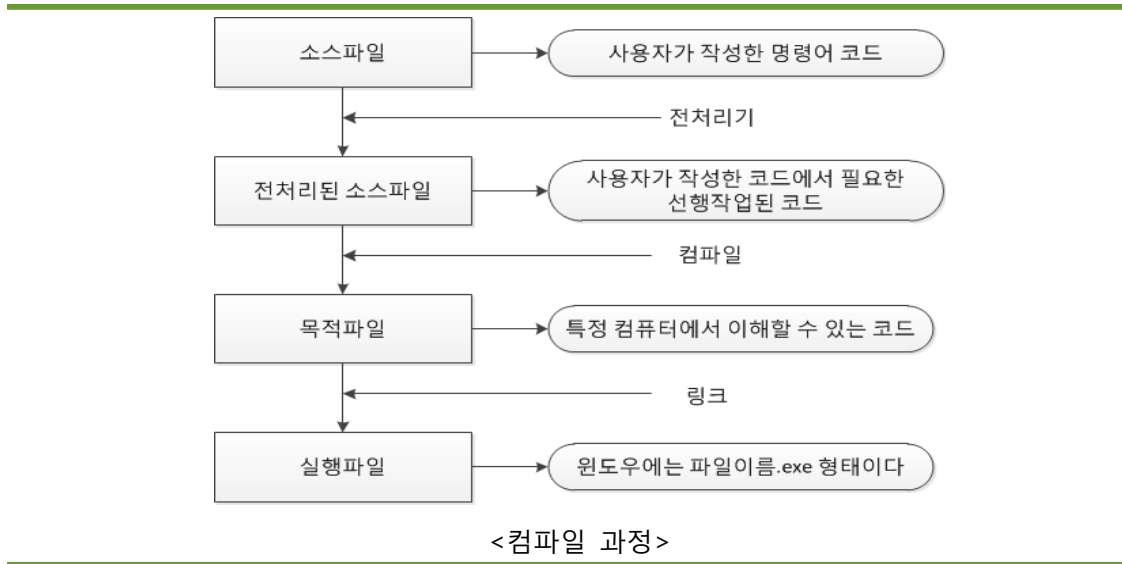 소스파일
사용자가 작성한 명령어 코드
전처리기
전처리된 소스파일
사용자가 작성한 코드에서 필요한
선행작업된 코드
컴파일
목적파일
특정 컴퓨터에서 이해할 수 있는 코드
링크
실행파일
윈도우에는 파일이름.exe 형태이다
<컴파일 과정>